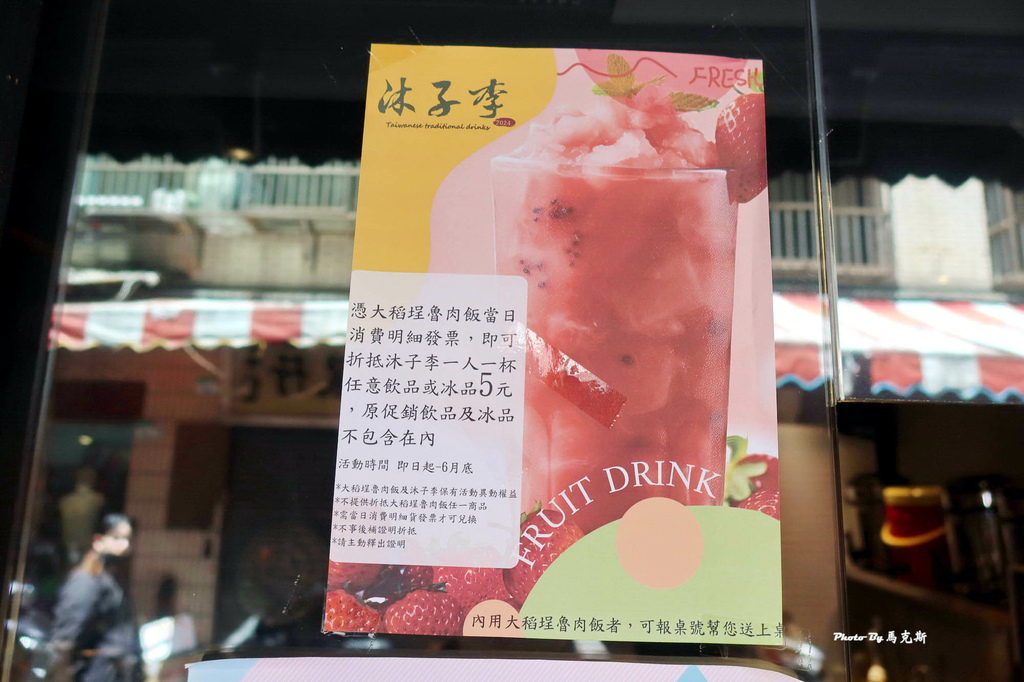 沐子李
Taiwanese traditional drinks 2024
FRESH
憑大稻埕魯肉飯當日
消費明細發票，即可
折抵沐子李一人一杯
任意飲品或冰品5元
，原促銷飲品及冰品
不包含在內
活動時間 即日起-6月底
*大稻埕魯肉飯及沐子李保有活動異動權益
*不提供折抵大稻埕魯肉飯任一商品
*需當日消費明細貨發票才可兌換
*不事後補證明折抵
*請主動釋出證明
FRUIT DRINK
內用大稻埕魯肉飯者，可報桌號幫您送上桌
Photo By 馬克斯